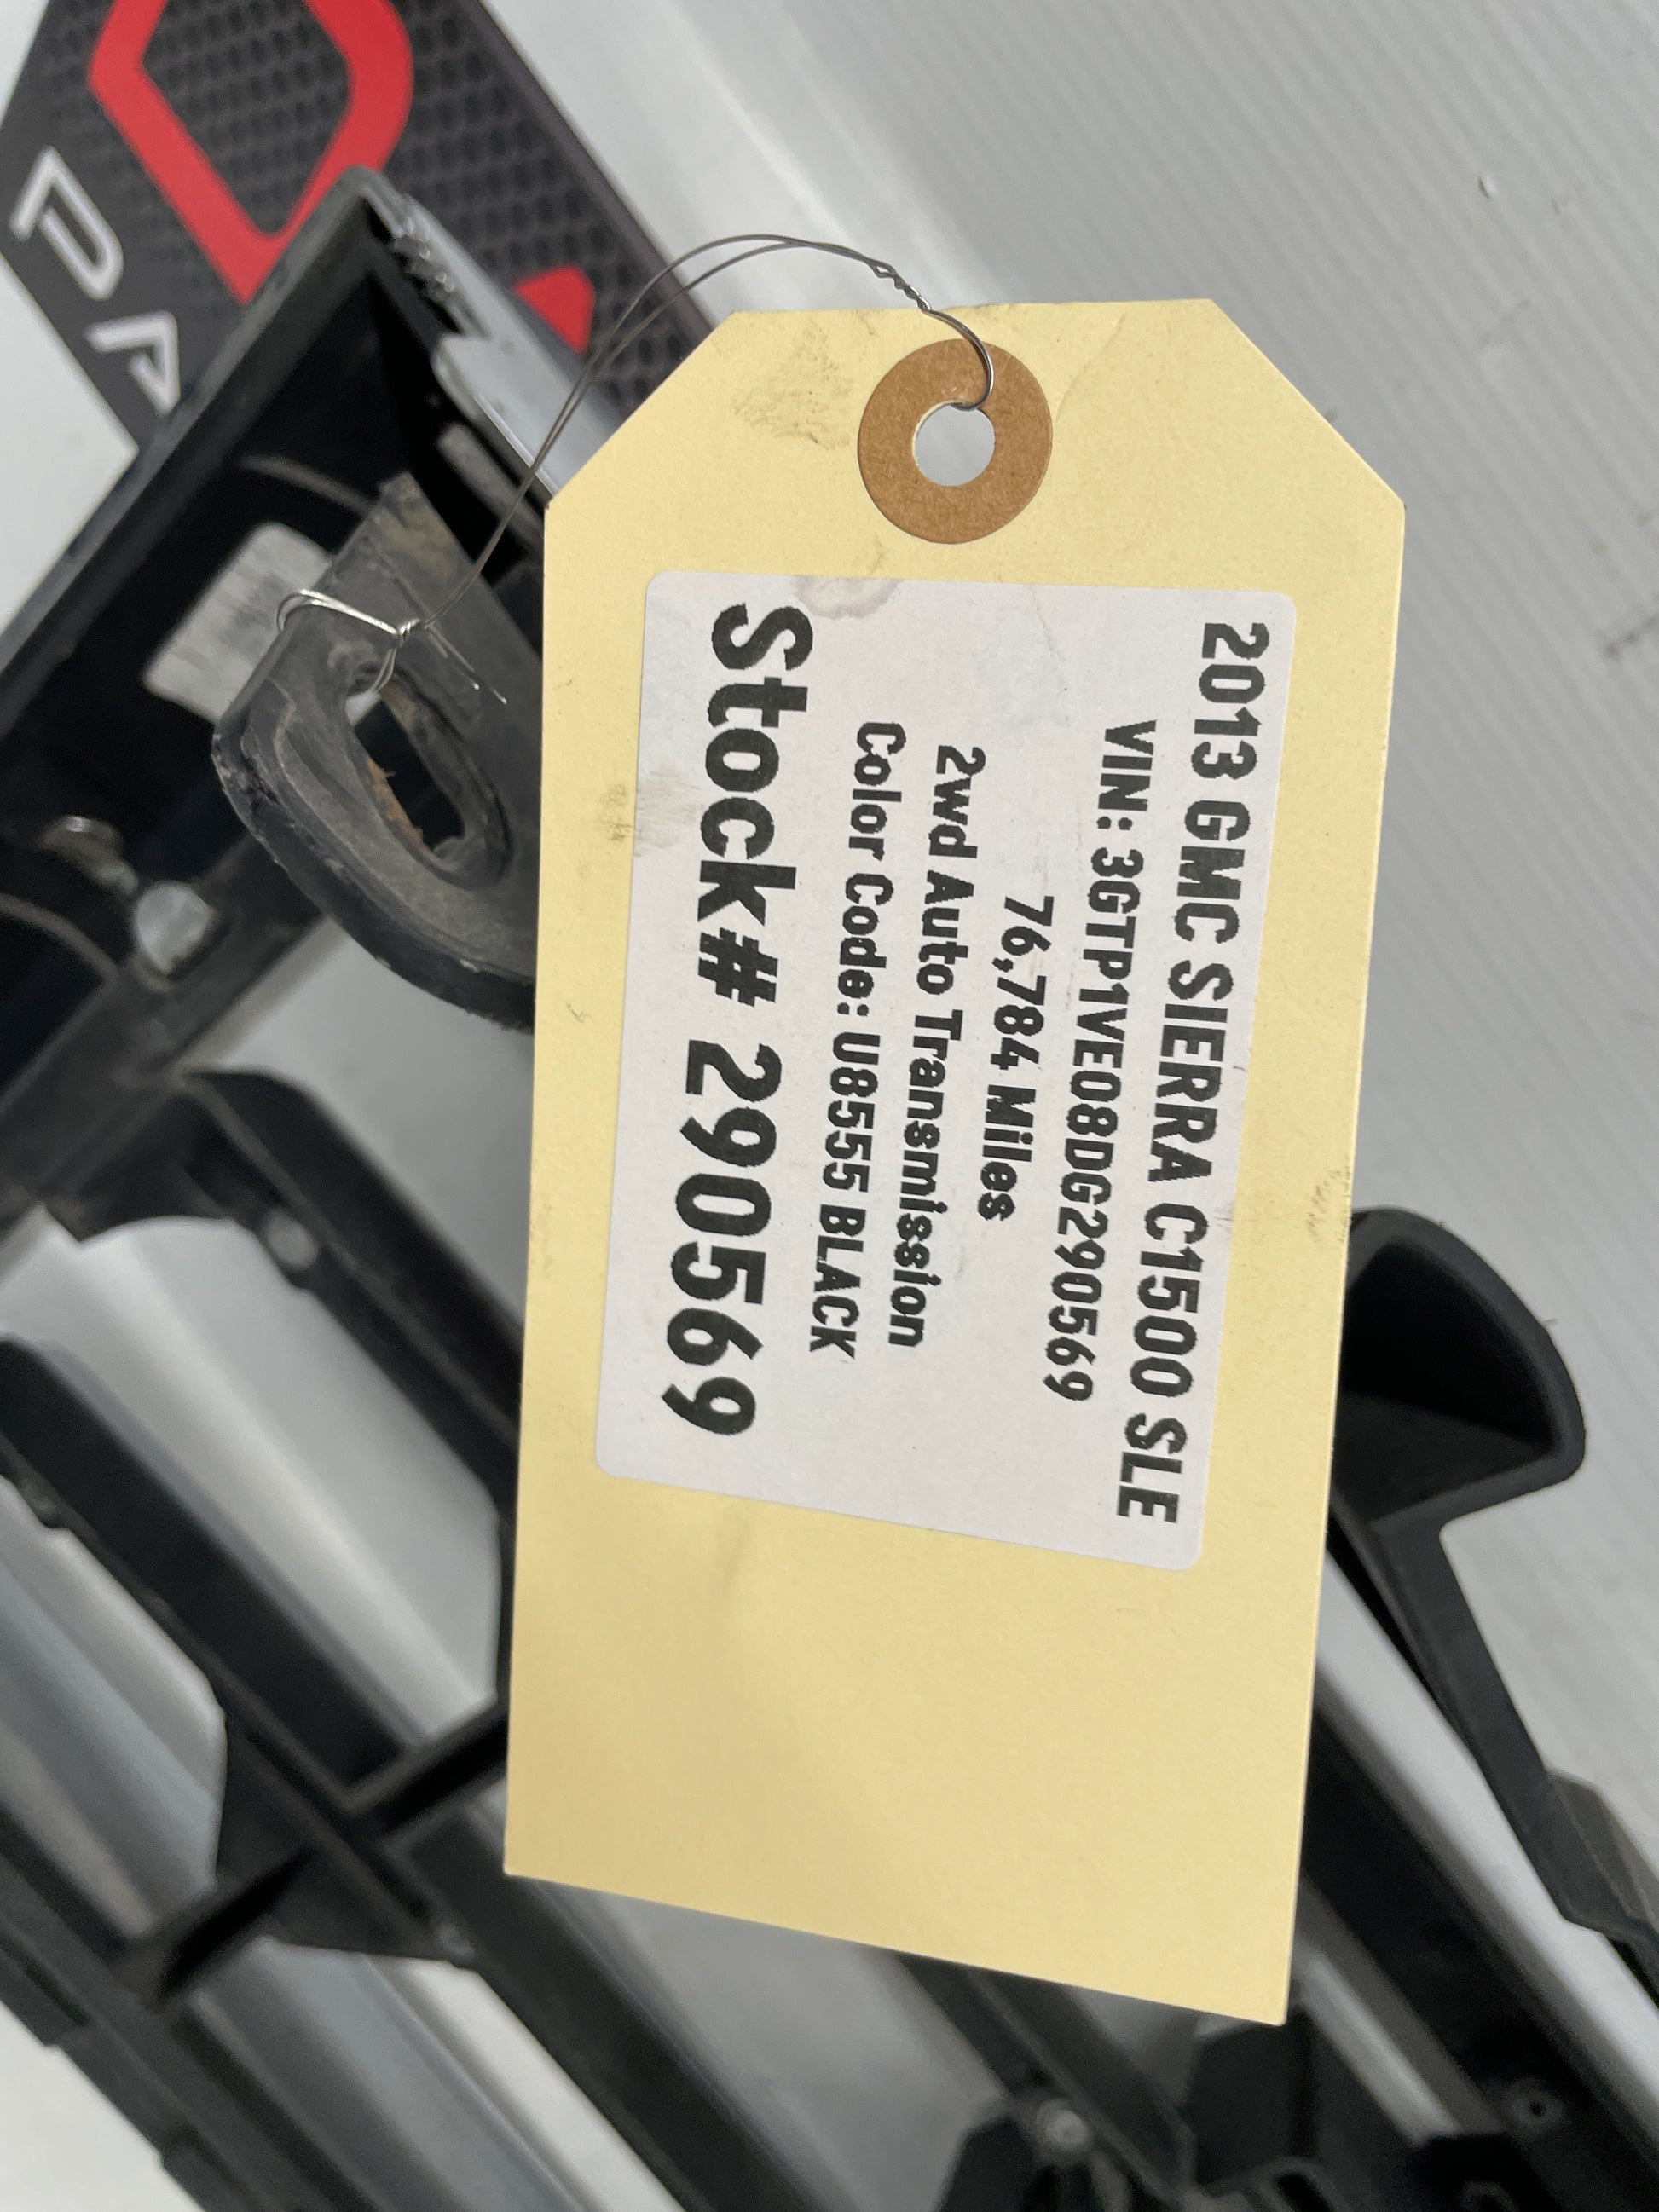 2013 GMC SIERRA C1500 SLE
VIN: 3GTP1VE08DG290569
76,784 Miles
2wd Auto Transmission
Color Code: U8555 BLACK
Stock# 290569
PA